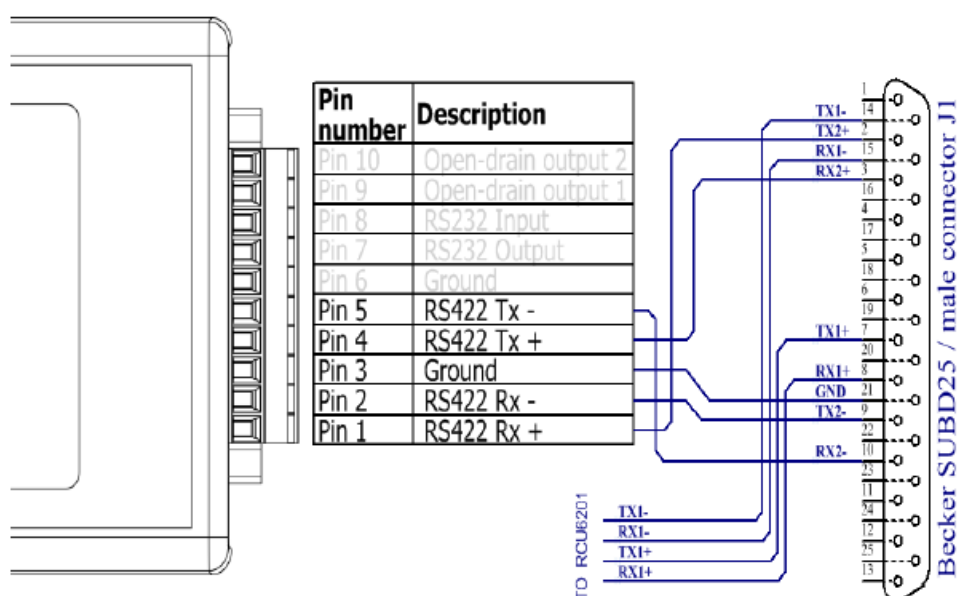 Pin number Description
Pin 10 Open-drain output 2
Pin 9 Open-drain output 1
Pin 8 RS232 Input
Pin 7 RS232 Output
Pin 6 Ground
Pin 5 RS422 Tx -
Pin 4 RS422 Tx +
Pin 3 Ground
Pin 2 RS422 Rx -
Pin 1 RS422 Rx +
TX1-
TX2+
RX1-
RX2+
TX1+
RX1+
GND
TX2-
RX2-
1
14
2
15
3
16
4
17
5
18
6
19
7
20
8
21
9
22
10
23
11
24
12
25
13
Becker SUBD25 / male connector J1
TO RCU6201
TX1-
RX1-
TX1+
RX1+